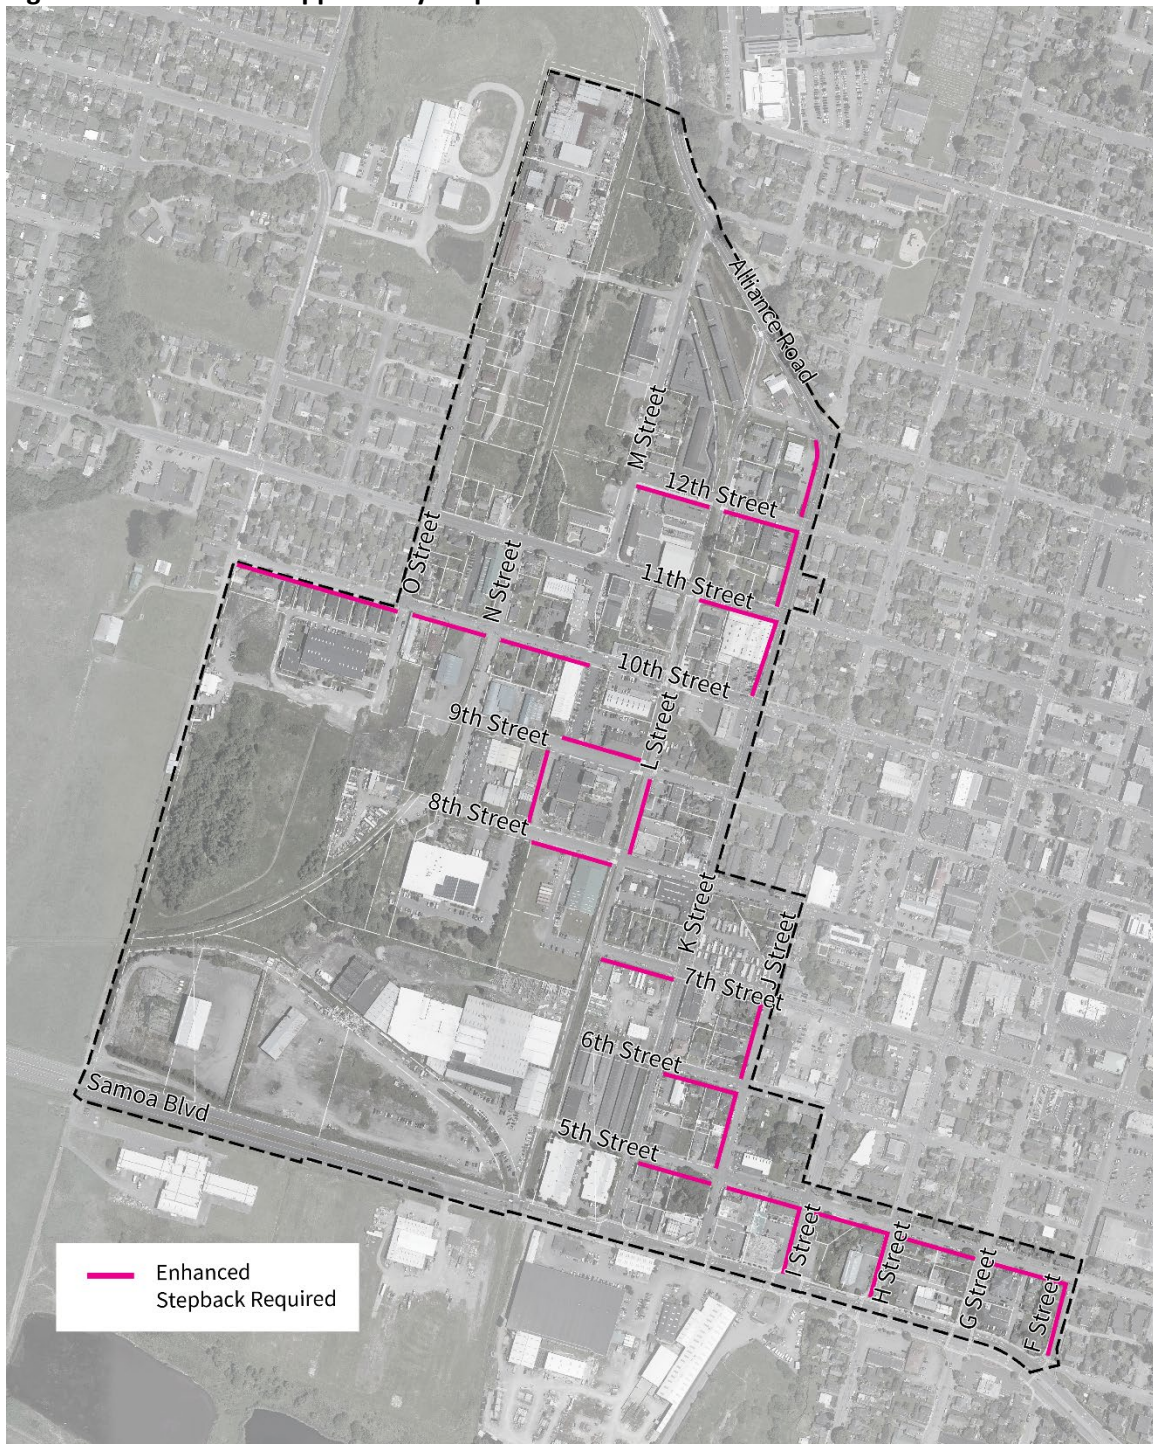 Alliance Road
M Street
12th Street
O Street
N Street
11th Street
10th Street
L Street
9th Street
8th Street
K Street
J Street
7th Street
6th Street
Samoa Blvd
5th Street
I Street
H Street
G Street
F Street
Enhanced
Stepback Required